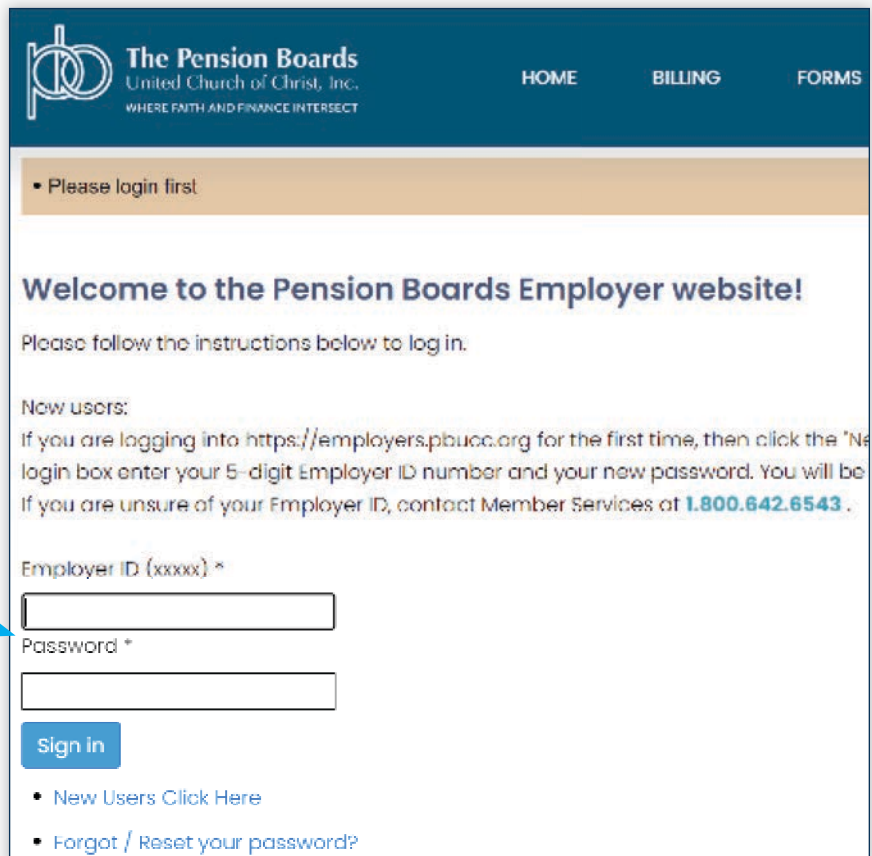 The Pension Boards
United Church of Christ, Inc.
WHERE FAITH AND FINANCE INTERSECT
HOME BILLING FORMS
• Please login first
Welcome to the Pension Boards Employer website!
Please follow the instructions below to log in.
New users:
If you are logging into https://employers.pbucc.org for the first time, then click the "Ne
login box enter your 5-digit Employer ID number and your new password. You will be
If you are unsure of your Employer ID, contact Member Services at 1.800.642.6543 .
Employer ID (xxxxx) *
Password *
Sign in
• New Users Click Here
• Forgot / Reset your password?